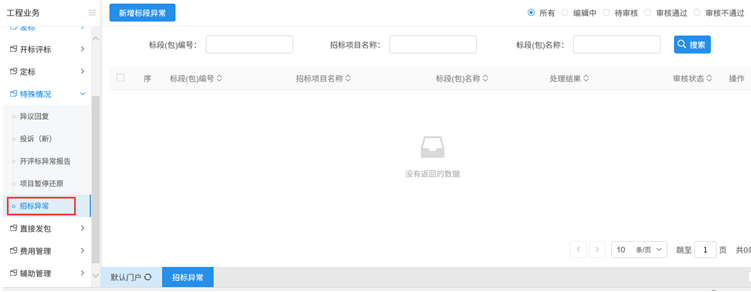 工程业务
发标
开标评标
定标
特殊情况
异议回复
投诉（新）
开评标异常报告
项目暂停还原
招标异常
直接发包
费用管理
辅助管理
新增标段异常
所有 编辑中 待审核 审核通过 审核不通过
标段(包)编号: 招标项目名称: 标段(包)名称: 搜索
序 标段(包)编号 招标项目名称 标段(包)名称 处理结果 审核状态 操作
没有返回的数据
10 条/页 跳至 1 页 共0条
默认门户 招标异常